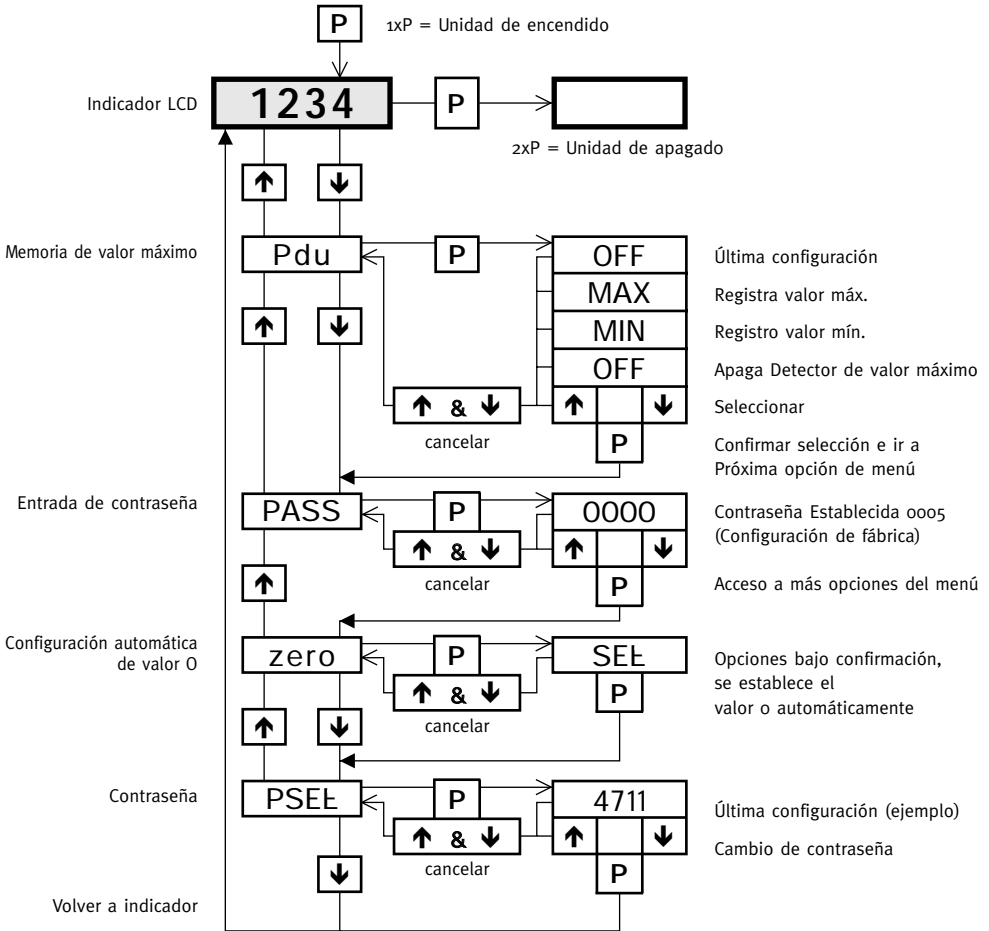 P 1xP = Unidad de encendido
Indicador LCD 1234 P
2xP = Unidad de apagado
↑ ↓
Memoria de valor máximo Pdu P OFF Última configuración
MAX Registra valor máx.
↑ ↓ MIN Registro valor mín.
OFF Apaga Detector de valor máximo
↑ & ↓ ↑ ↓ Seleccionar
cancelar P Confirmar selección e ir a
Próxima opción de menú
Entrada de contraseña PASS P 0000 Contraseña Establecida 0005
↑ & ↓ ↑ ↓ (Configuración de fábrica)
cancelar
↑ P Acceso a más opciones del menú
Configuración automática
de valor O zero P SEt Opciones bajo confirmación,
↑ & ↓ P se establece el
↑ ↓ cancelar valor o automáticamente
Contraseña PSEt P 4711 Última configuración (ejemplo)
↑ & ↓ ↑ ↓ Cambio de contraseña
↓ cancelar P
Volver a indicador